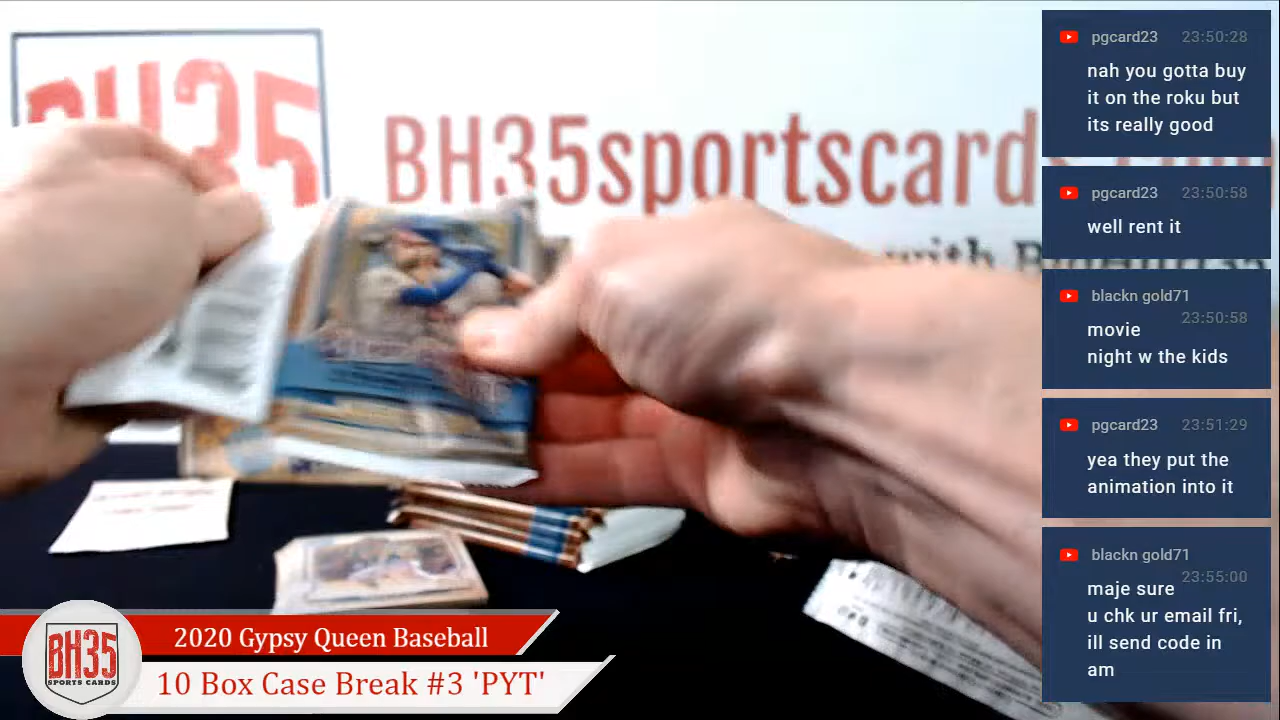 BH35
BH35sportscards
with B
pgcard23 23:50:28
nah you gotta buy
it on the roku but
its really good
pgcard23 23:50:58
well rent it
blackn gold71
23:50:58
movie
night w the kids
pgcard23 23:51:29
yea they put the
animation into it
blackn gold71
23:55:00
maje sure
u chk ur email fri,
ill send code in
am
BH35
SPORTS CARDS
2020 Gypsy Queen Baseball
10 Box Case Break #3 'PYT'